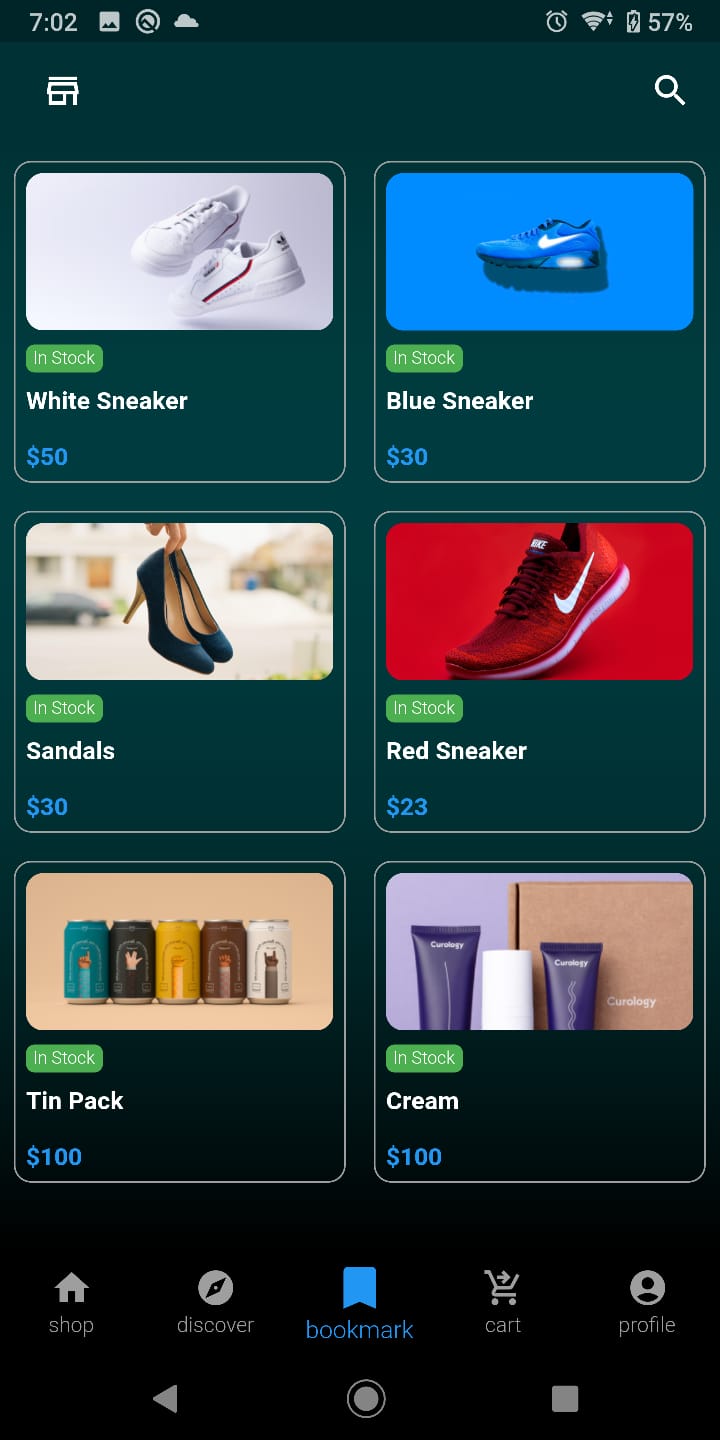 7:02
57%
In Stock
White Sneaker
$50
In Stock
Blue Sneaker
$30
In Stock
Sandals
$30
NIKE
In Stock
Red Sneaker
$23
In Stock
Tin Pack
$100
Curology
Curology
Curology
In Stock
Cream
$100
shop
discover
bookmark
cart
profile